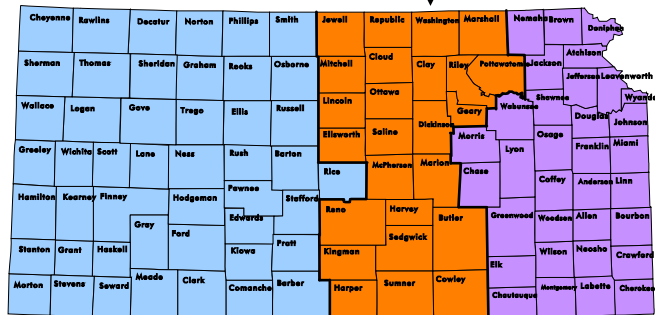 Cheyenne Rawlins Decatur Norton Phillips Smith Jewell Republic Washington Marshall Nemaha Brown Doniphan
Sherman Thomas Sheridan Graham Rooks Osborne Mitchell Cloud Clay Riley Pottawatomie Jackson Atchison
Jefferson Leavenworth
Wallace Logan Gove Trego Ellis Russell Lincoln Ottawa Geary Wabunsee Shawnee Wyando
Ellsworth Saline Dickinson Morris Osage Douglas Johnson
Greeley Wichita Scott Lane Ness Rush Barton Rice McPherson Marion Chase Lyon Franklin Miami
Hamilton Kearney Finney Hodgeman Pawnee Stafford Reno Harvey Butler Greenwood Coffey Anderson Linn
Gray Ford Edwards Sedgwick Woodson Allen Bourbon
Stanton Grant Haskell Kiowa Pratt Kingman Elk Wilson Neosho Crawford
Morton Stevens Seward Meade Clark Comanche Barber Harper Sumner Cowley Chautauque Montgomery Labette Cherokee